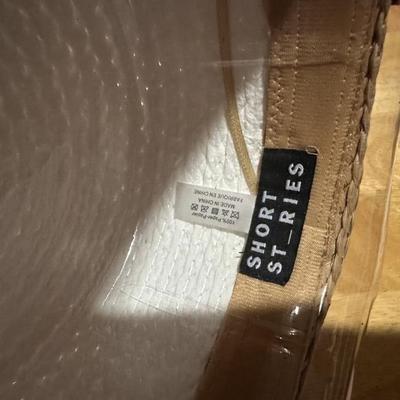 SHORT
ST_RIES
100% Paper-Papier
MADE IN CHINA
FABRIQUE EN CHINE